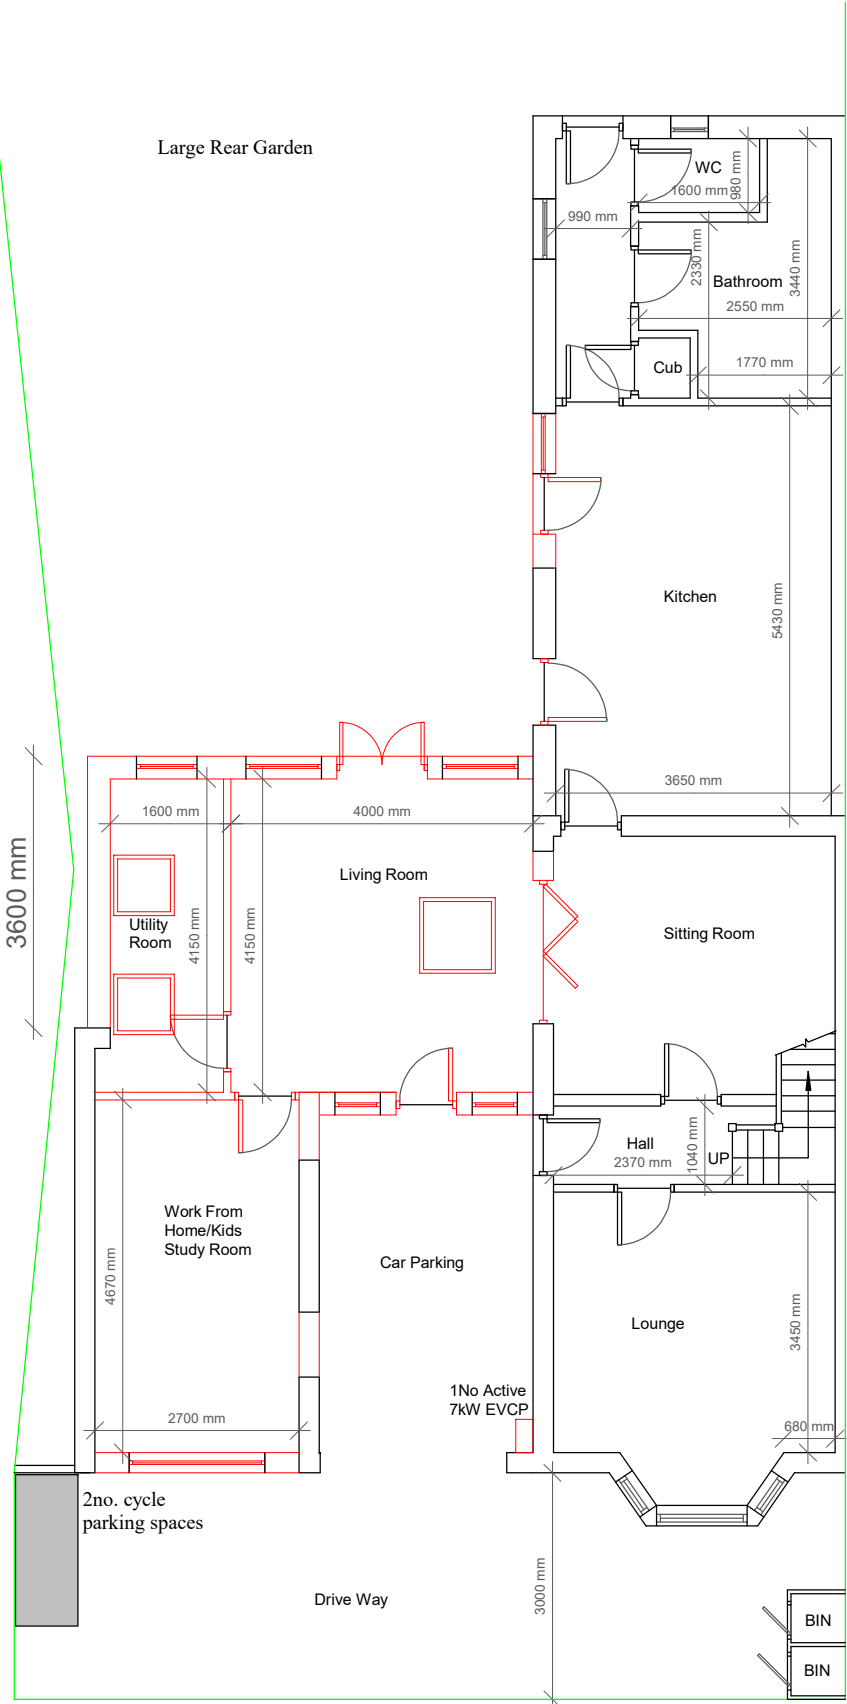 Large Rear Garden
WC
1600 mm
980 mm
990 mm
2330 mm
3440 mm
Bathroom
2550 mm
Cub
1770 mm
Kitchen
5430 mm
3650 mm
3600 mm
1600 mm
4000 mm
Living Room
Utility
Room
4150 mm
4150 mm
Sitting Room
Hall
2370 mm
1040 mm
UP
Work From
Home/Kids
Study Room
4670 mm
2700 mm
Car Parking
Lounge
3450 mm
1No Active
7kW EVCP
680 mm
2no. cycle
parking spaces
3000 mm
Drive Way
BIN
BIN